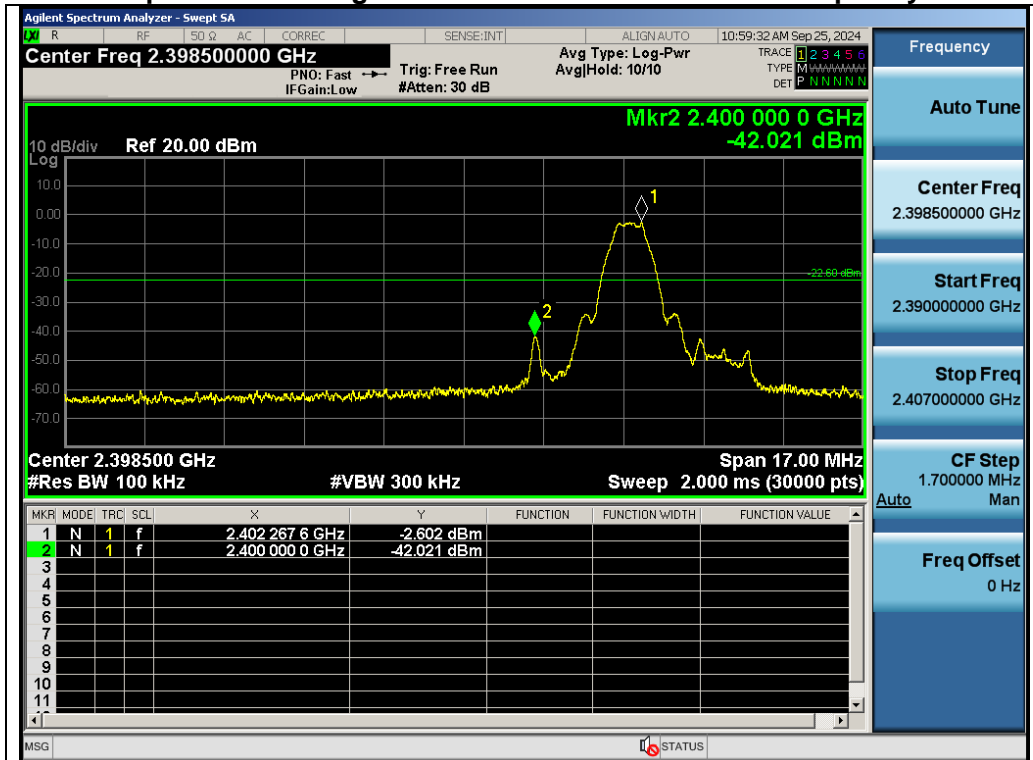 Agilent Spectrum Analyzer - Swept SA
LXI R RF 50 Ω AC CORREC SENSE:INT ALIGN AUTO 10:59:32 AM Sep 25, 2024
Center Freq 2.398500000 GHz
PNO: Fast
IFGain:Low
Trig: Free Run
#Atten: 30 dB
Avg Type: Log-Pwr
Avg|Hold: 10/10
TRACE 1 2 3 4 5 6
TYPE M W W W W W
DET P N N N N N
Mkr2 2.400 000 0 GHz
-42.021 dBm
10 dB/div Ref 20.00 dBm
Log
10.0
0.00
-10.0
-20.0
-30.0
-40.0
-50.0
-60.0
-70.0
1
-22.60 dBm
2
Center 2.398500 GHz Span 17.00 MHz
#Res BW 100 kHz #VBW 300 kHz Sweep 2.000 ms (30000 pts)
MKR MODE TRC SCL X Y FUNCTION FUNCTION WIDTH FUNCTION VALUE
1 N 1 f 2.402 267 6 GHz -2.602 dBm
2 N 1 f 2.400 000 0 GHz -42.021 dBm
3
4
5
6
7
8
9
10
11
MSG STATUS
Frequency
Auto Tune
Center Freq
2.398500000 GHz
Start Freq
2.390000000 GHz
Stop Freq
2.407000000 GHz
CF Step
1.700000 MHz
Auto Man
Freq Offset
0 Hz